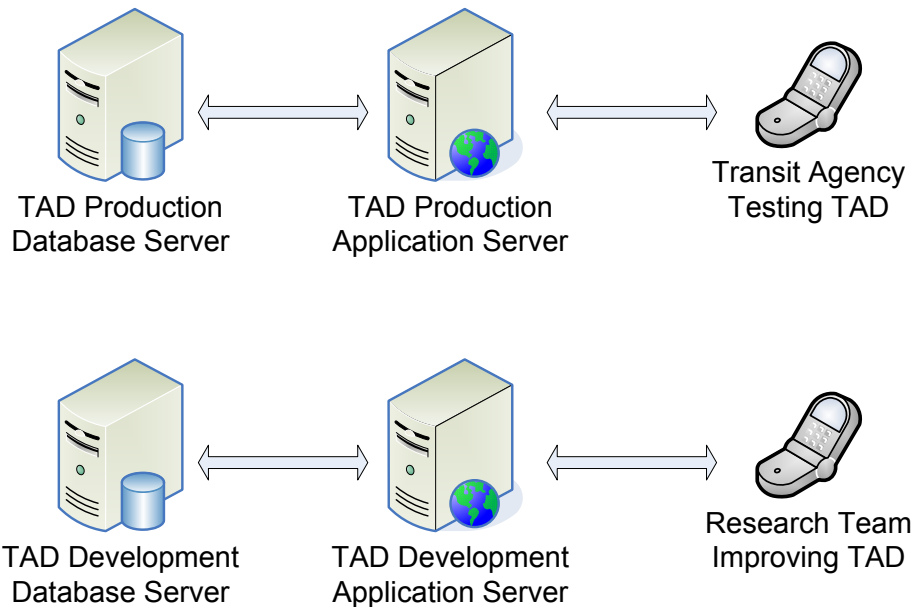 TAD Production
Database Server
TAD Production
Application Server
Transit Agency
Testing TAD
TAD Development
Database Server
TAD Development
Application Server
Research Team
Improving TAD